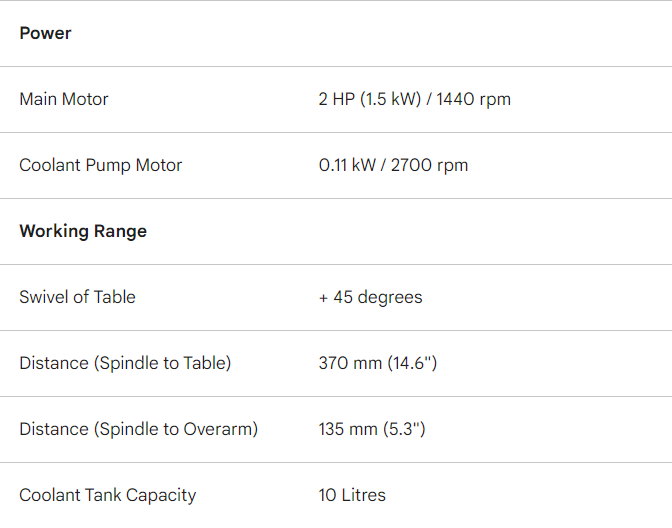 Power
Main Motor 2 HP (1.5 kW) / 1440 rpm
Coolant Pump Motor 0.11 kW / 2700 rpm
Working Range
Swivel of Table + 45 degrees
Distance (Spindle to Table) 370 mm (14.6")
Distance (Spindle to Overarm) 135 mm (5.3")
Coolant Tank Capacity 10 Litres